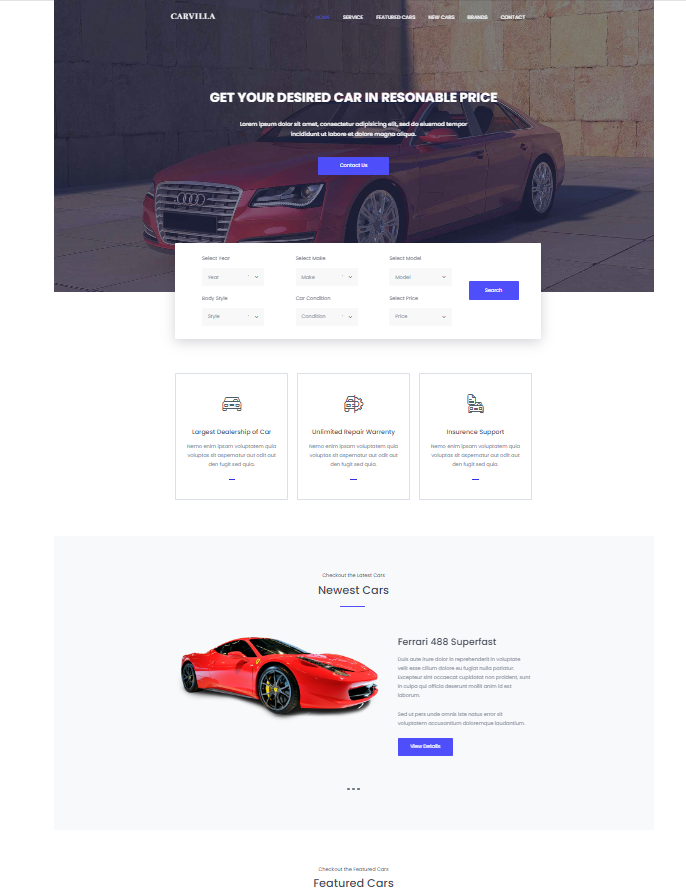 CARVILLA
HOME SERVICE FEATURED CARS NEW CARS BRANDS CONTACT
GET YOUR DESIRED CAR IN RESONABLE PRICE
Lorem ipsum dolor sit amet, consectetur adipisicing elit, sed do eiusmod tempor
incididunt ut labore et dolore magna aliqua.
Contact Us
Select Year Select Make Select Model
Year Make Model
Search
Body Style Car Condition Select Price
Style Condition Price
Largest Dealership of Car
Nemo enim ipsam voluptatem quia
voluptas sit aspernatur aut odit aut
den fugit sed quia.
Unlimited Repair Warrenty
Nemo enim ipsam voluptatem quia
voluptas sit aspernatur aut odit aut
den fugit sed quia.
Insurence Support
Nemo enim ipsam voluptatem quia
voluptas sit aspernatur aut odit aut
den fugit sed quia.
Checkout the Latest Cars
Newest Cars
Ferrari 488 Superfast
Duis aute irure dolor in reprehenderit in voluptate
velit esse cillum dolore eu fugiat nulla pariatur.
Excepteur sint occaecat cupidatat non proident, sunt
in culpa qui officia deserunt mollit anim id est
laborum.
Sed ut pers unde omnis iste natus error sit
voluptatem accusantium doloremque laudantium.
View Details
Checkout the Featured Cars
Featured Cars